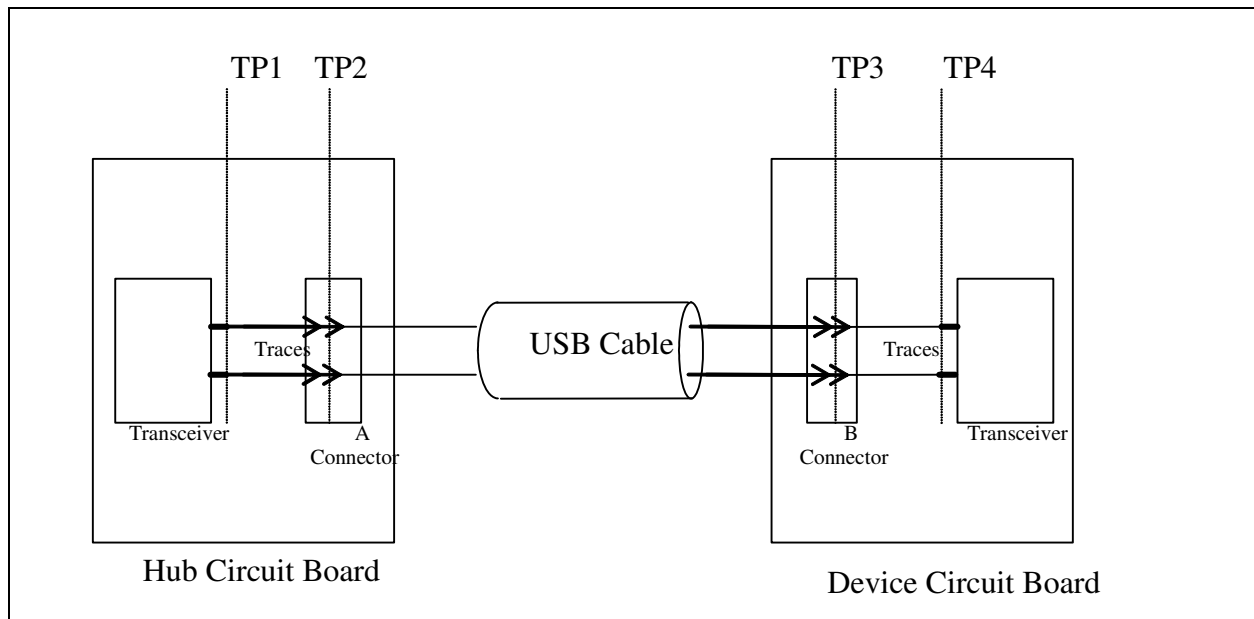 TP1 TP2 TP3 TP4
USB Cable
Traces Traces
Transceiver A B Transceiver
Connector Connector
Hub Circuit Board
Device Circuit Board